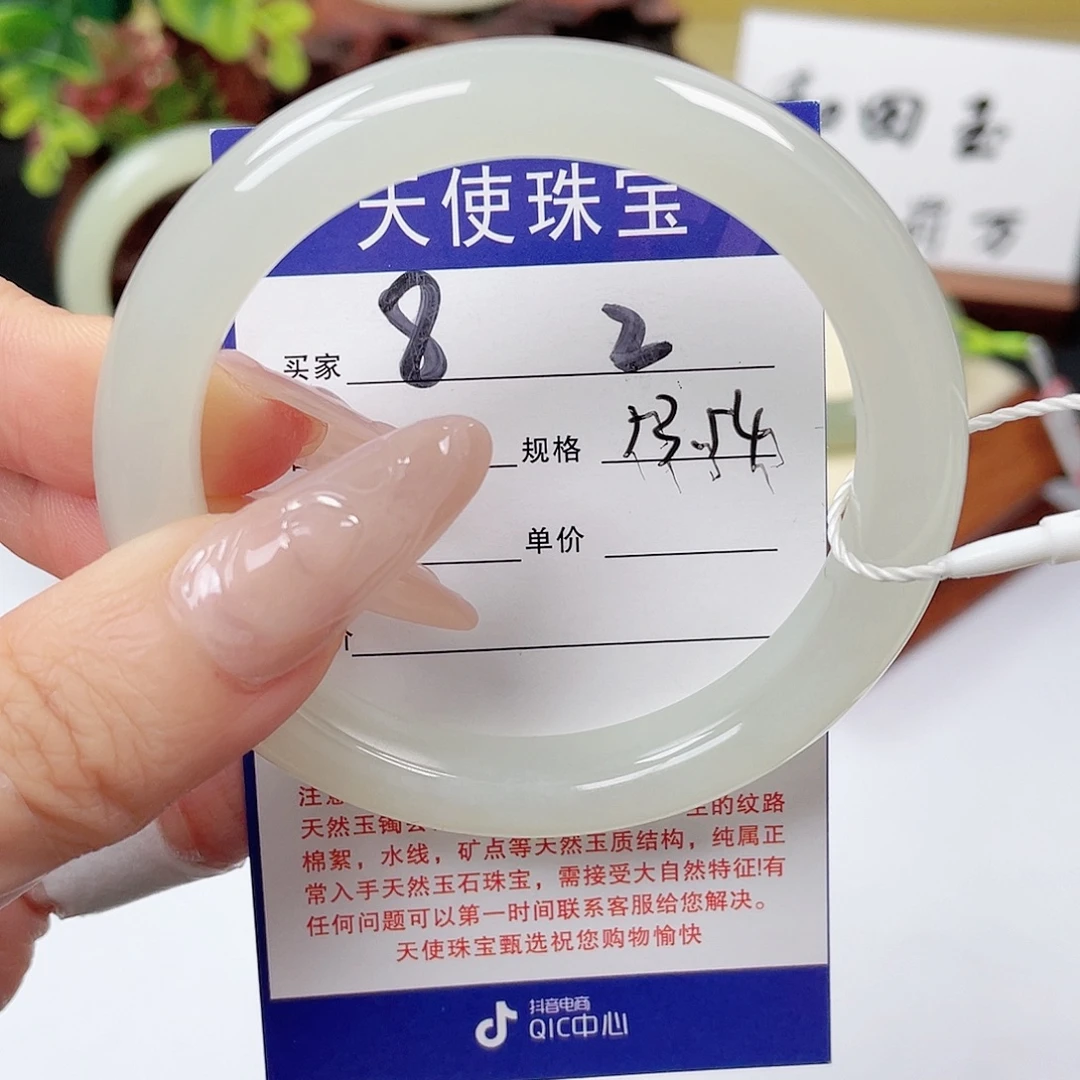 和田玉
万
天使珠宝
买家 8 2
规格 13.54
单价
天然玉镯
的纹路
棉絮，水线，矿点等天然玉质结构，纯属正
常入手天然玉石珠宝，需接受大自然特征!有
任何问题可以第一时间联系客服给您解决。
天使珠宝甄选祝您购物愉快
抖音电商
QIC中心